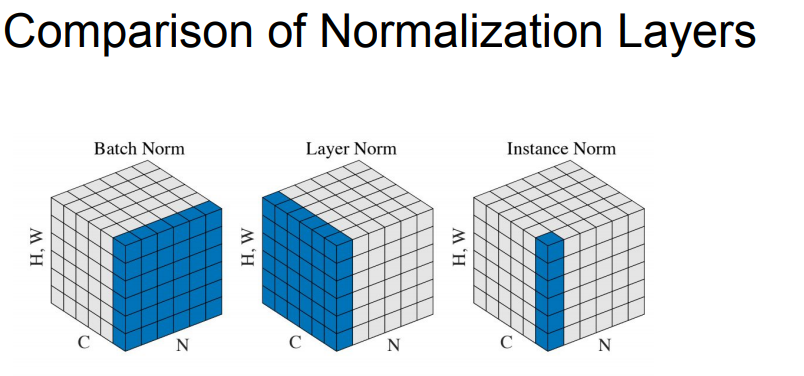 Comparison of Normalization Layers
Batch Norm
H, W
C
N
Layer Norm
H, W
C
N
Instance Norm
H, W
C
N